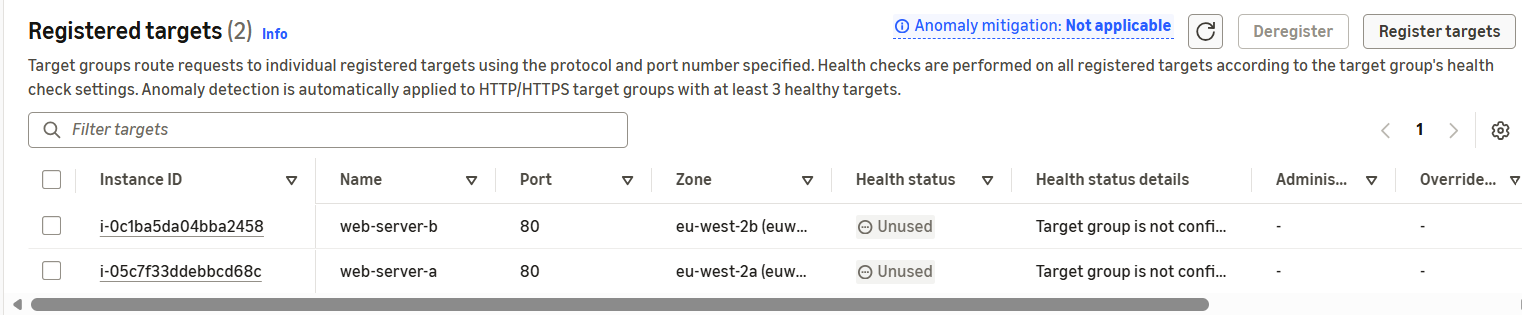 Registered targets (2) Info
Anomaly mitigation: Not applicable
Deregister
Register targets
Target groups route requests to individual registered targets using the protocol and port number specified. Health checks are performed on all registered targets according to the target group's health
check settings. Anomaly detection is automatically applied to HTTP/HTTPS target groups with at least 3 healthy targets.
Filter targets
1
Instance ID Name Port Zone Health status Health status details Adminis... Override...
i-0c1ba5da04bba2458 web-server-b 80 eu-west-2b (euw... Unused Target group is not confi... - -
i-05c7f33ddebbcd68c web-server-a 80 eu-west-2a (euw... Unused Target group is not confi... - -